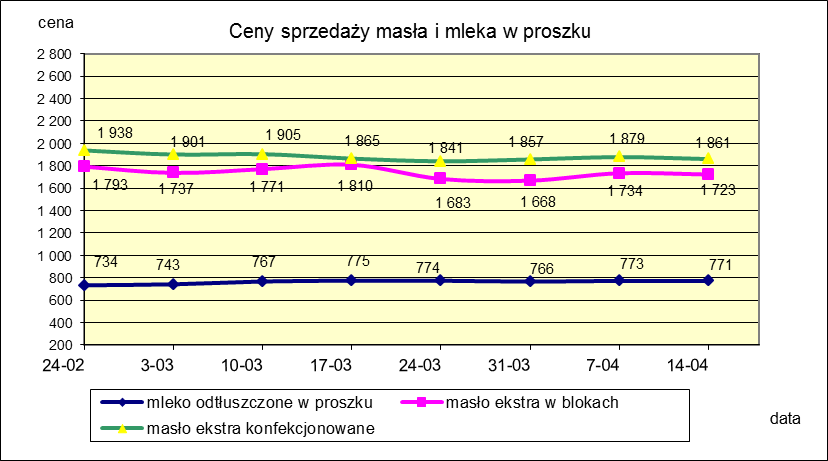 cena
Ceny sprzedaży masła i mleka w proszku
2 800
2 600
2 400
2 200
2 000
1 800
1 600
1 400
1 200
1 000
800
600
400
200
1 938 1 901 1 905 1 865 1 841 1 857 1 879 1 861
1 793 1 737 1 771 1 810 1 683 1 668 1 734 1 723
734 743 767 775 774 766 773 771
24-02 3-03 10-03 17-03 24-03 31-03 7-04 14-04
mleko odtłuszczone w proszku masło ekstra w blokach
masło ekstra konfekcjonowane
data